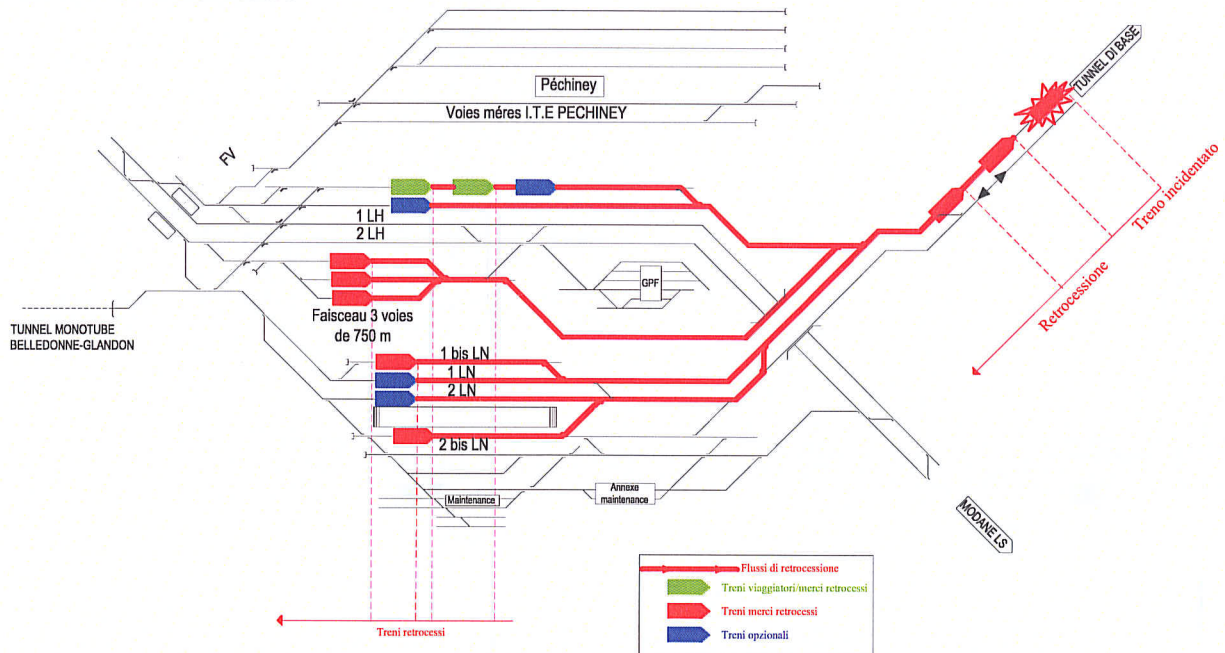 Péchiney
Voies méres I.T.E PECHINEY
FV
TUNNEL DI BASE
Treno incidentato
Retrocessione
1 LH
2 LH
GPF
TUNNEL MONOTUBE
BELLEDONNE-GLANDON
Faisceau 3 voies
de 750 m
1 bis LN
1 LN
2 LN
2 bis LN
Maintenance
Annexe
maintenance
MODANE LS
Treni retrocessi
Flussi di retrocessione
Treni viaggiatori/merci retrocessi
Treni merci retrocessi
Treni opzionali